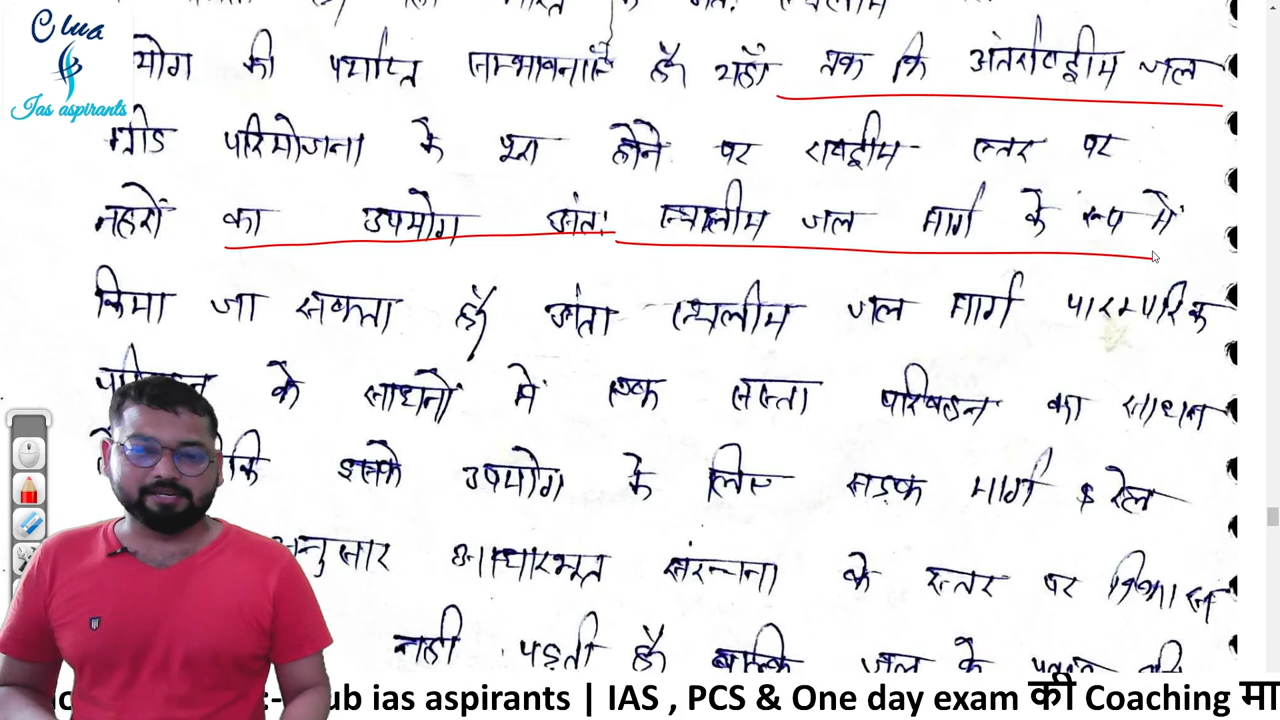 Clua
Ias aspirants
योग की पर्याप्त सम्भावनाएँ है यहाँ तक कि अंतर्राष्ट्रीय जल
ग्रीड परियोजना के पूरा होने पर राष्ट्रीय स्तर पर
नहरों का उपयोग अंत: स्थलीय जल मार्ग के रूप में
किया जा सकता है अंता स्थलीय जल मार्ग पारम्परिक
के साधनों में एक सस्ता परिवहन का साधन
कि इसके उपयोग के लिए सड़क मार्ग & रेल
नुसार आधारभूत संरचना के स्तर पर
नही पड़ती है बल्कि जल के
ub ias aspirants | IAS , PCS & One day exam की Coaching मा